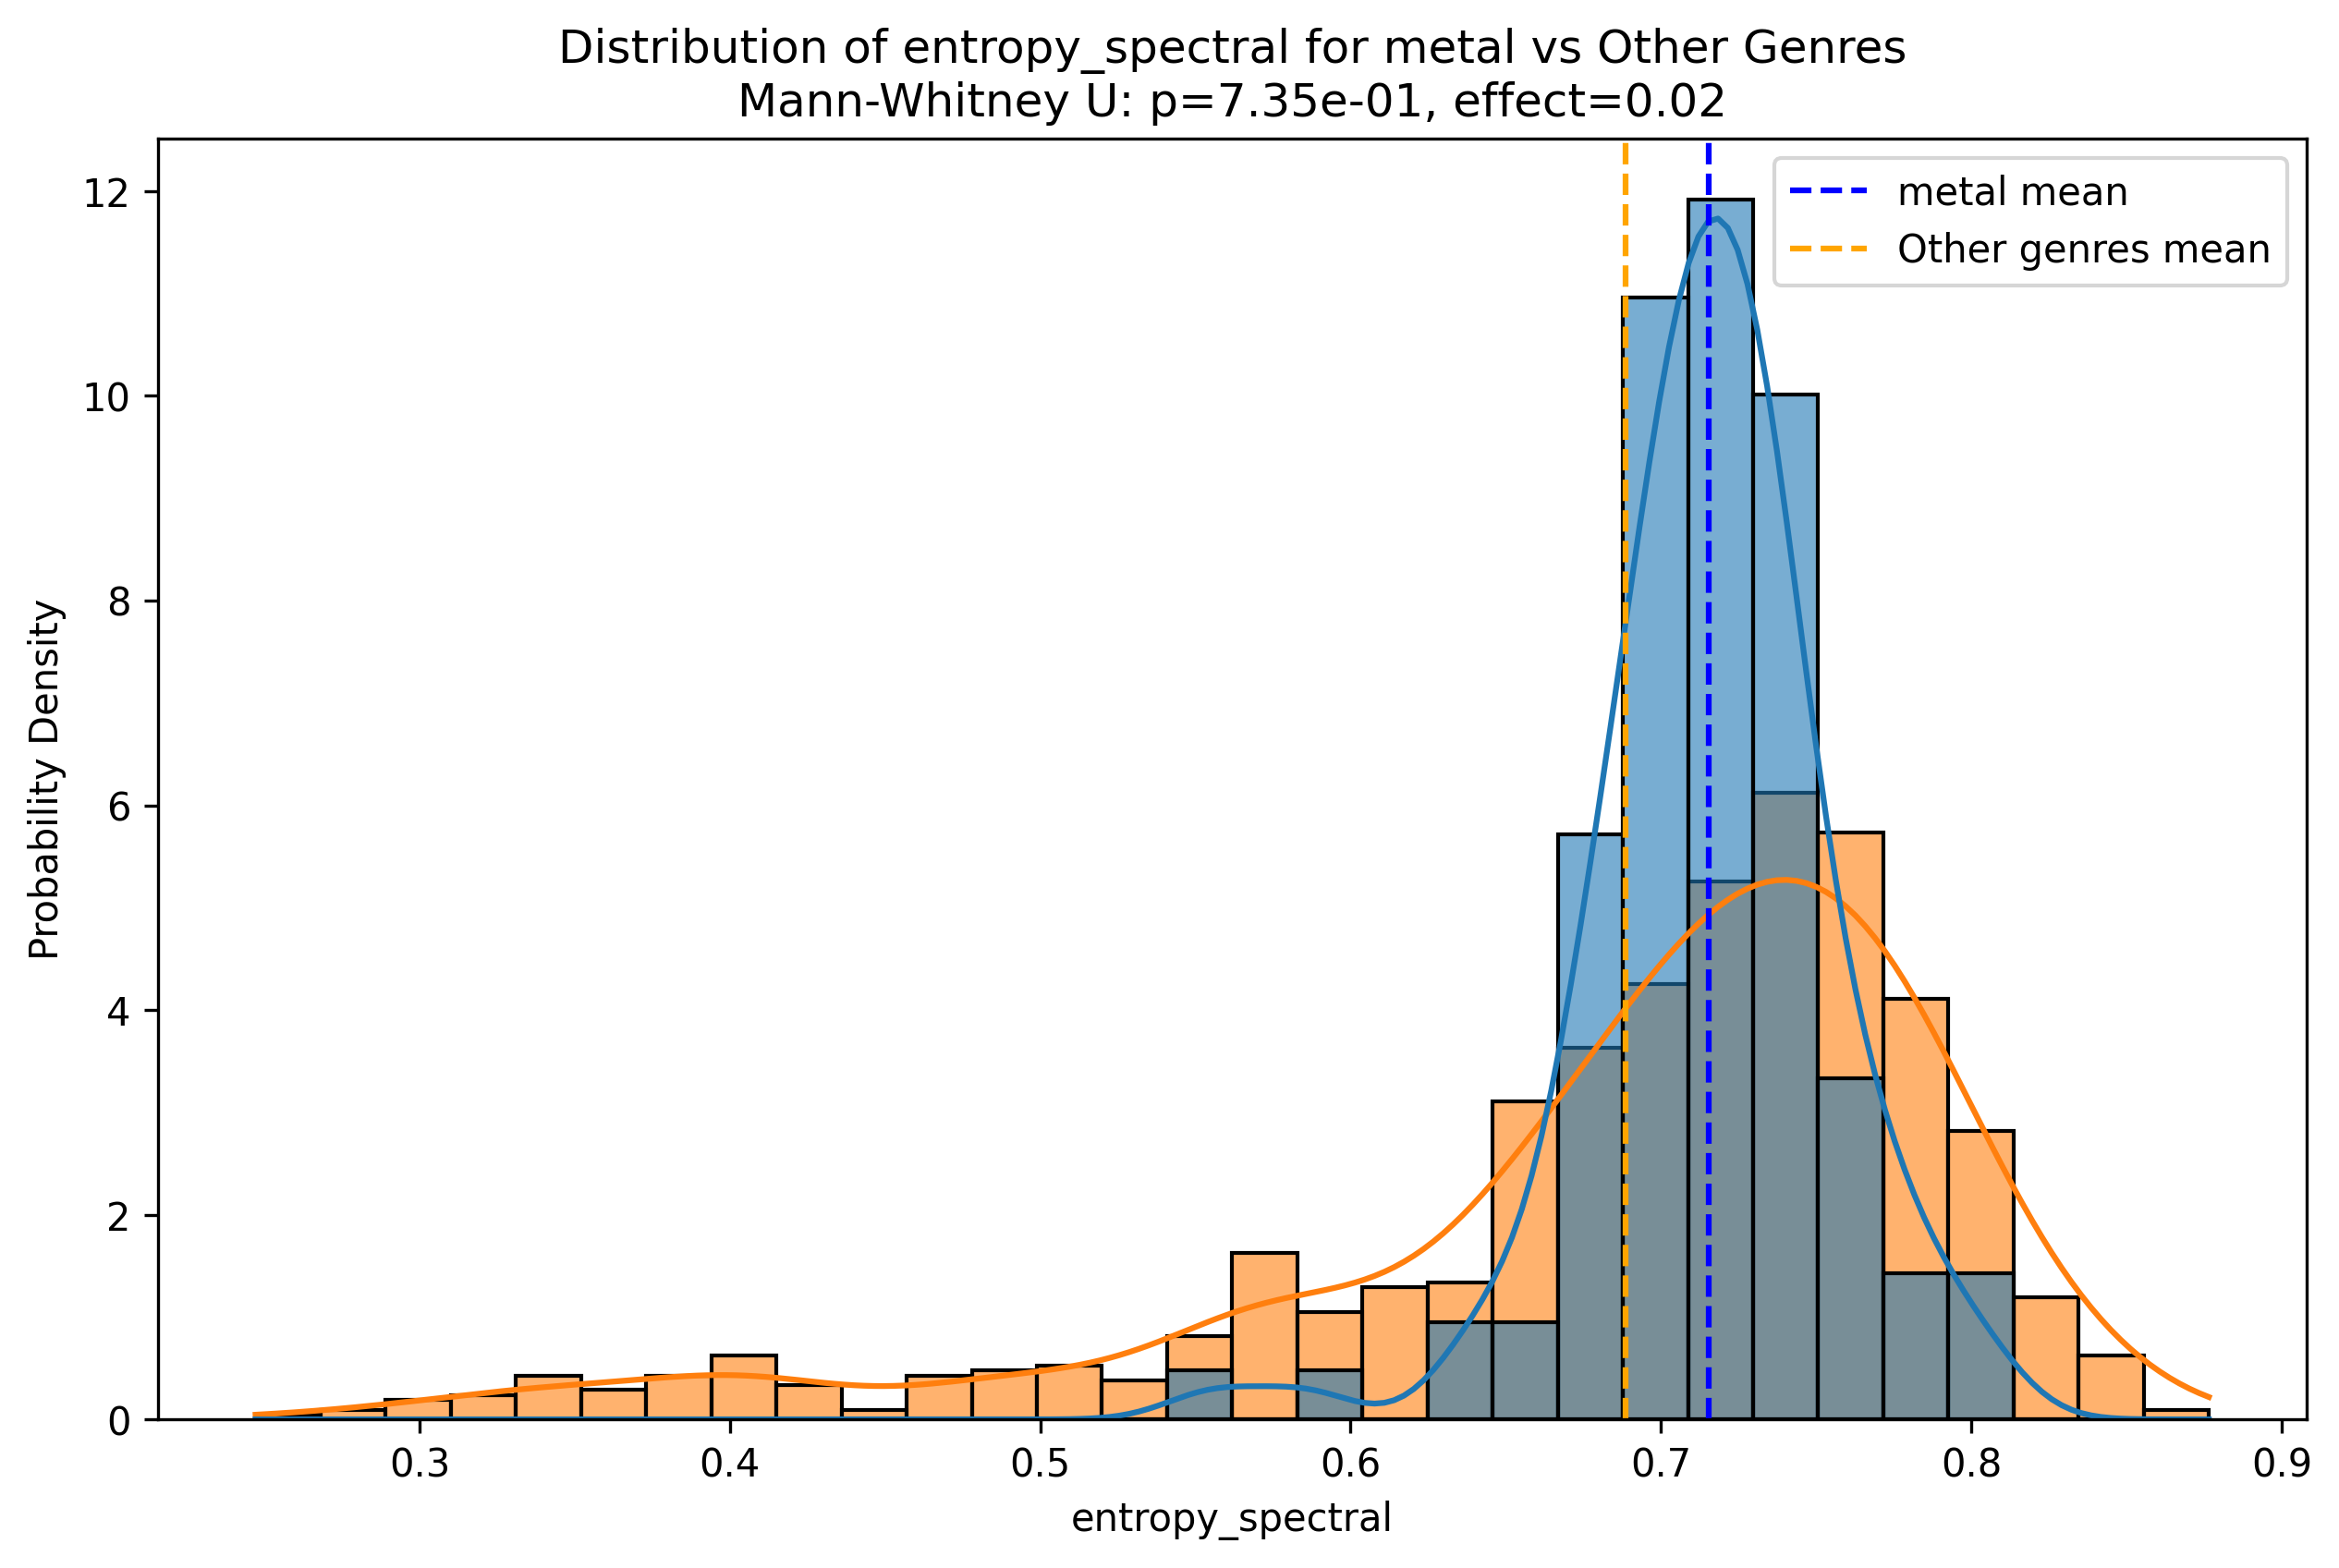 Distribution of entropy_spectral for metal vs Other Genres
Mann-Whitney U: p=7.35e-01, effect=0.02
metal mean
Other genres mean
Probability Density
12
10
8
6
4
2
0
0.3 0.4 0.5 0.6 0.7 0.8 0.9
entropy_spectral